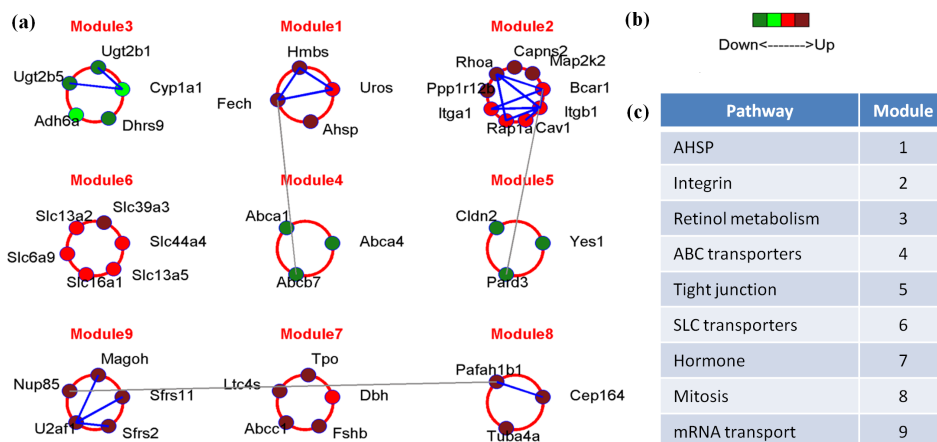 (a)
Module3
Ugt2b1
Ugt2b5
Cyp1a1
Adh6a
Dhrs9
Module1
Hmbs
Uros
Fech
Ahsp
Module2
Capns2
Rhoa
Map2k2
Ppp1r12b
Bcar1
Itga1
Itgb1
Rap1a
Cav1
Module6
Slc39a3
Slc13a2
Slc44a4
Slc6a9
Slc13a5
Slc16a1
Module4
Abca1
Abca4
Abcb7
Module5
Cldn2
Yes1
Pard3
Module9
Magoh
Nup85
Sfrs11
U2af1
Sfrs2
Module7
Tpo
Ltc4s
Dbh
Abcc1
Fshb
Module8
Pafah1b1
Cep164
Tuba4a
(b)
Down<------->Up
(c)
Pathway Module
AHSP 1
Integrin 2
Retinol metabolism 3
ABC transporters 4
Tight junction 5
SLC transporters 6
Hormone 7
Mitosis 8
mRNA transport 9